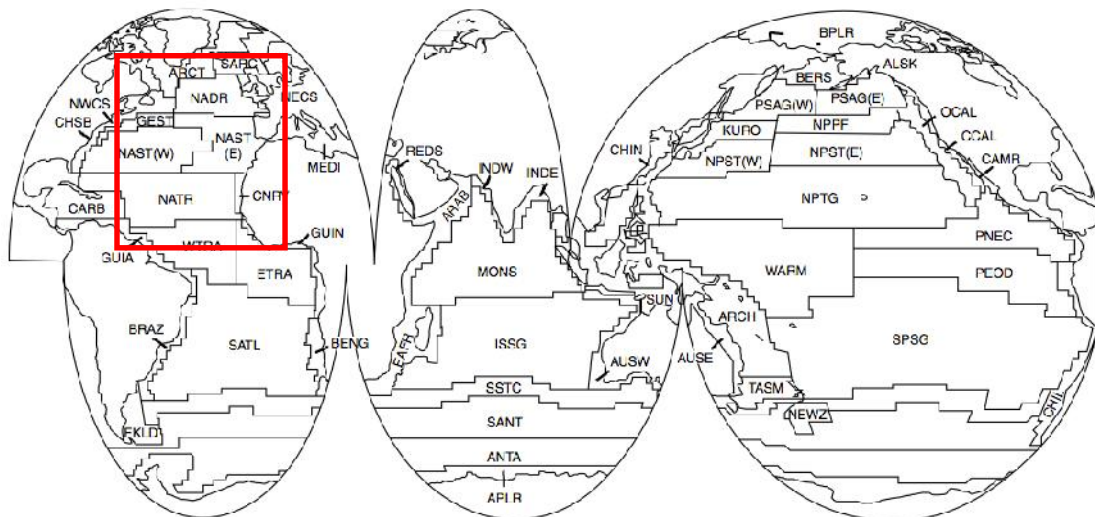 BPLR
SARC
ARCT
ALSK
BERS
NECS
NADR
PSAG(W)
PSAG(E)
NWCS
GEST
OCAL
CHSB
KURO
NPPF
NAST
(E)
CCAL
NAST(W)
MEDI
REDS
CHIN
NPST(W)
NPST(E)
INDW
INDE
CAMR
CNRY
NATR
NPTG
CARB
ARAB
GUIN
PNEC
WTRA
GUIA
ETRA
MONS
WARM
PEQD
SUN
ARCH
BRAZ
SATL
BENG
EAFR
ISSG
AUSW
AUSE
SPSG
SSTC
TASM
CHIL
NEWZ
SANT
FKLD
ANTA
APLR